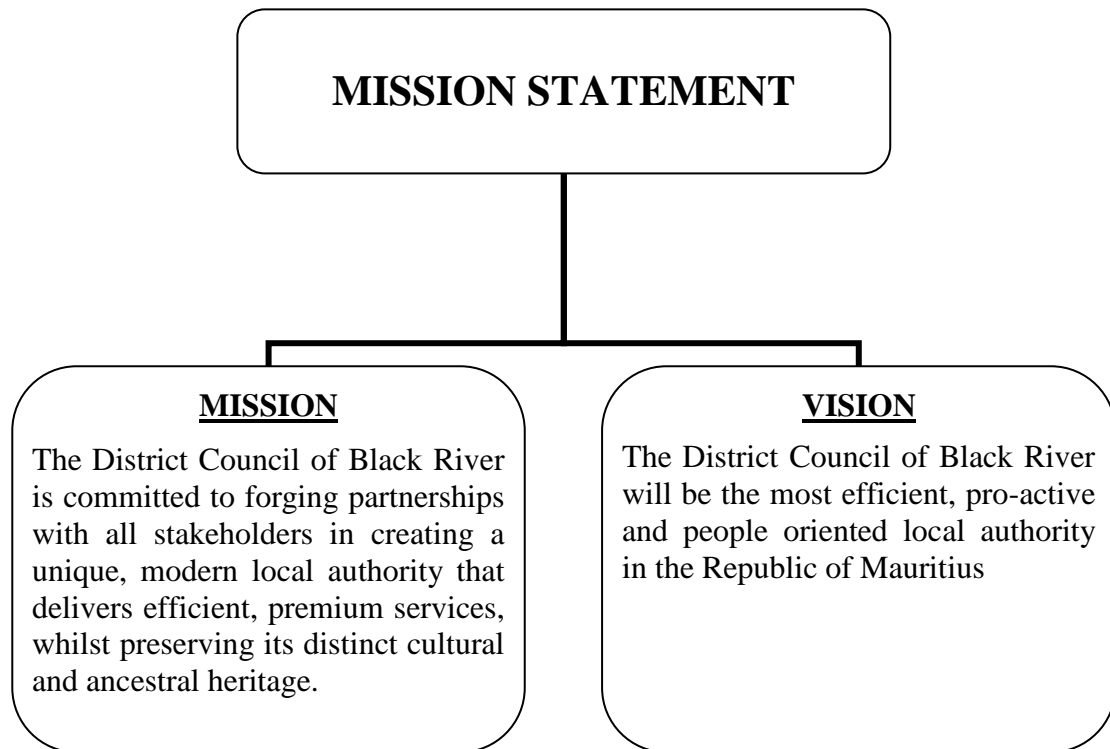 MISSION STATEMENT
MISSION
The District Council of Black River
is committed to forging partnerships
with all stakeholders in creating a
unique, modern local authority that
delivers efficient, premium services,
whilst preserving its distinct cultural
and ancestral heritage.
VISION
The District Council of Black River
will be the most efficient, pro-active
and people oriented local authority
in the Republic of Mauritius